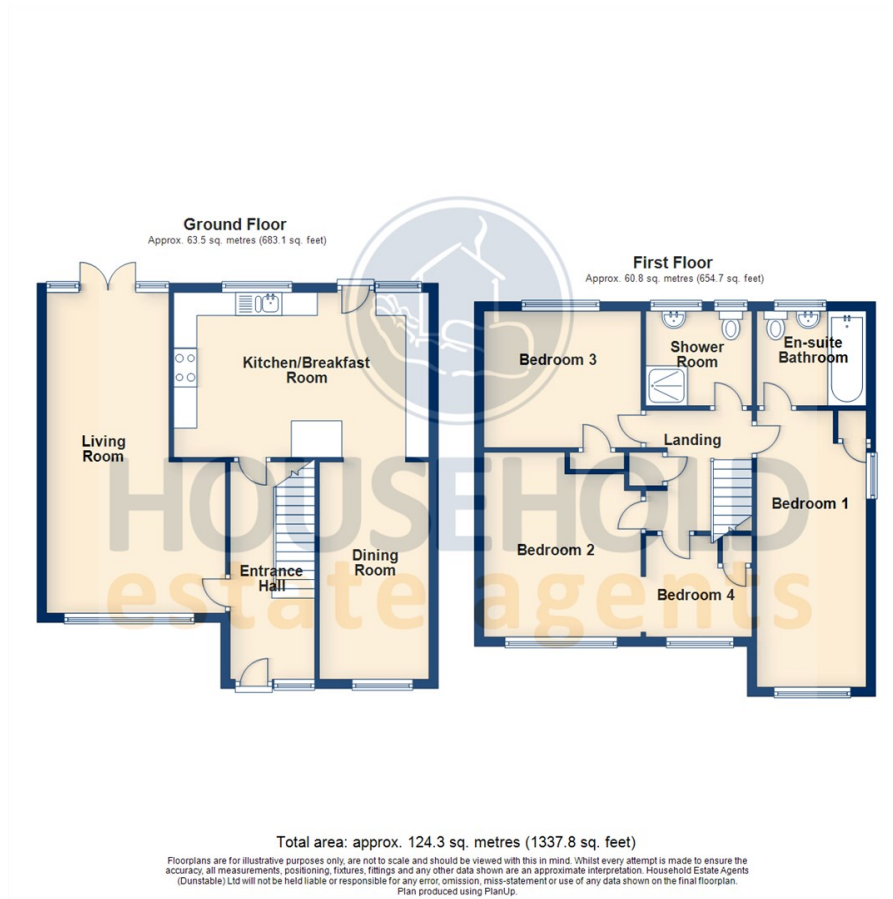 Ground Floor
Approx. 63.5 sq. metres (683.1 sq. feet)
First Floor
Approx. 60.8 sq. metres (654.7 sq. feet)
Living
Room
Kitchen/Breakfast
Room
Entrance
Hall
Dining
Room
Bedroom 3
Shower
Room
En-suite
Bathroom
Landing
Bedroom 1
Bedroom 2
Bedroom 4
HOUSEHOLD
estate agents
Total area: approx. 124.3 sq. metres (1337.8 sq. feet)
Floorplans are for illustrative purposes only, are not to scale and should be viewed with this in mind. Whilst every attempt is made to ensure the
accuracy, all measurements, positioning, fixtures, fittings and any other data shown are an approximate interpretation. Household Estate Agents
(Dunstable) Ltd will not be held liable or responsible for any error, omission, miss-statement or use of any data shown on the final floorplan.
Plan produced using PlanUp.